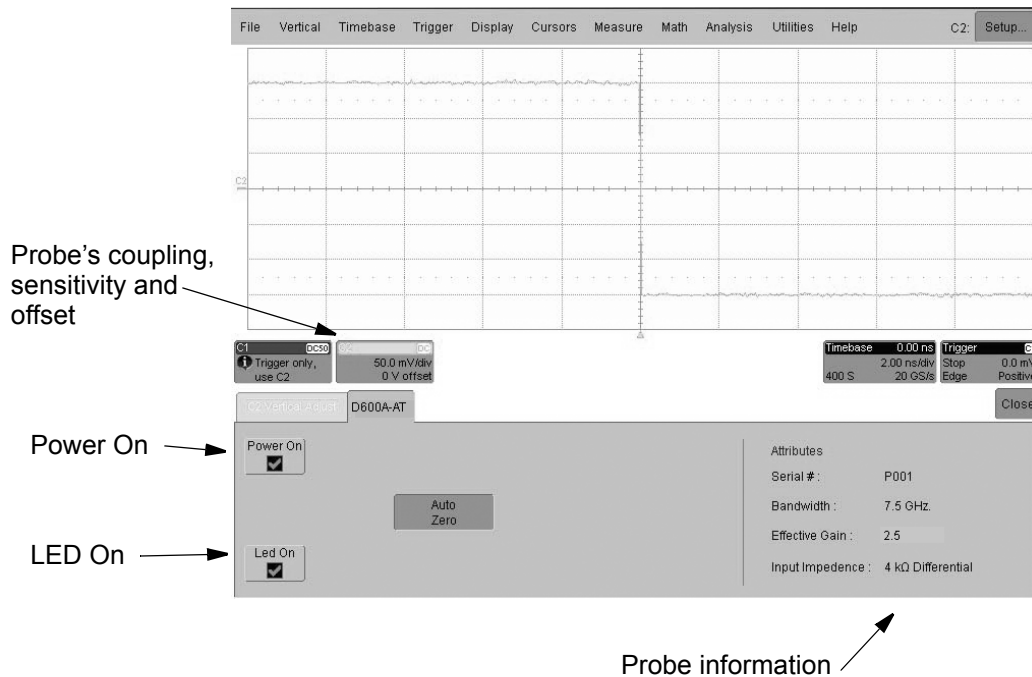 File Vertical Timebase Trigger Display Cursors Measure Math Analysis Utilities Help C2: Setup...
C2
Probe's coupling,
sensitivity and
offset
C1 DC50
Trigger only,
use C2
C2 DC
50.0 mV/div
0 V offset
Timebase 0.00 ns
2.00 ns/div
400 S 20 GS/s
Trigger C
Stop 0.0 m
Edge Positive
C2 Vertical Adjust D600A-AT Close
Power On
Power On
Auto
Zero
LED On
Led On
Attributes
Serial # : P001
Bandwidth : 7.5 GHz.
Effective Gain : 2.5
Input Impedence : 4 kΩ Differential
Probe information